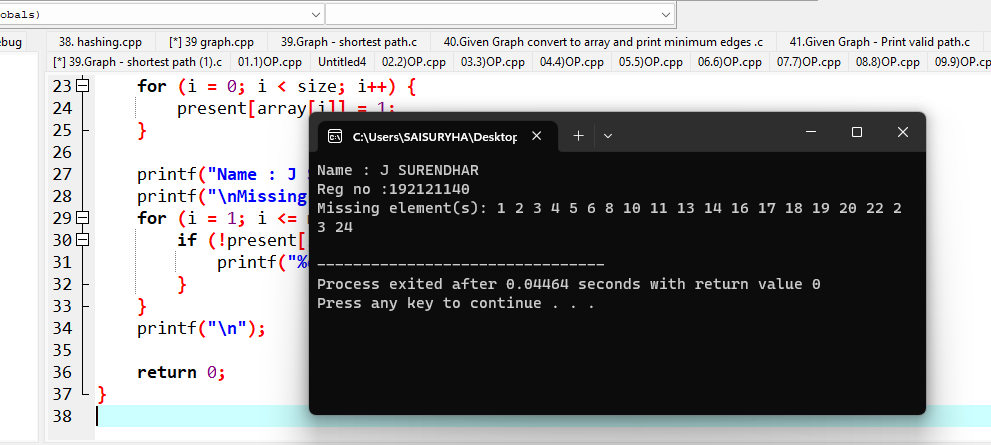 obals)
ebug
38. hashing.cpp [*] 39 graph.cpp 39.Graph - shortest path.c 40.Given Graph convert to array and print minimum edges .c 41.Given Graph - Print valid path.c
[*] 39.Graph - shortest path (1).c 01.1)OP.cpp Untitled4 02.2)OP.cpp 03.3)OP.cpp 04.4)OP.cpp 05.5)OP.cpp 06.6)OP.cpp 07.7)OP.cpp 08.8)OP.cpp 09.9)OP.cp
23 for (i = 0; i < size; i++) {
24 present[array[i]] = 1;
25 }
26
27 printf("Name : J
28 printf("\nMissing
29 for (i = 1; i <=
30 if (!present[
31 printf("%
32 }
33 }
34 printf("\n");
35
36 return 0;
37 }
38
C:\Users\SAISURYHA\Desktop
Name : J SURENDHAR
Reg no :192121140
Missing element(s): 1 2 3 4 5 6 8 10 11 13 14 16 17 18 19 20 22 2
3 24
--------------------------------
Process exited after 0.04464 seconds with return value 0
Press any key to continue . . .